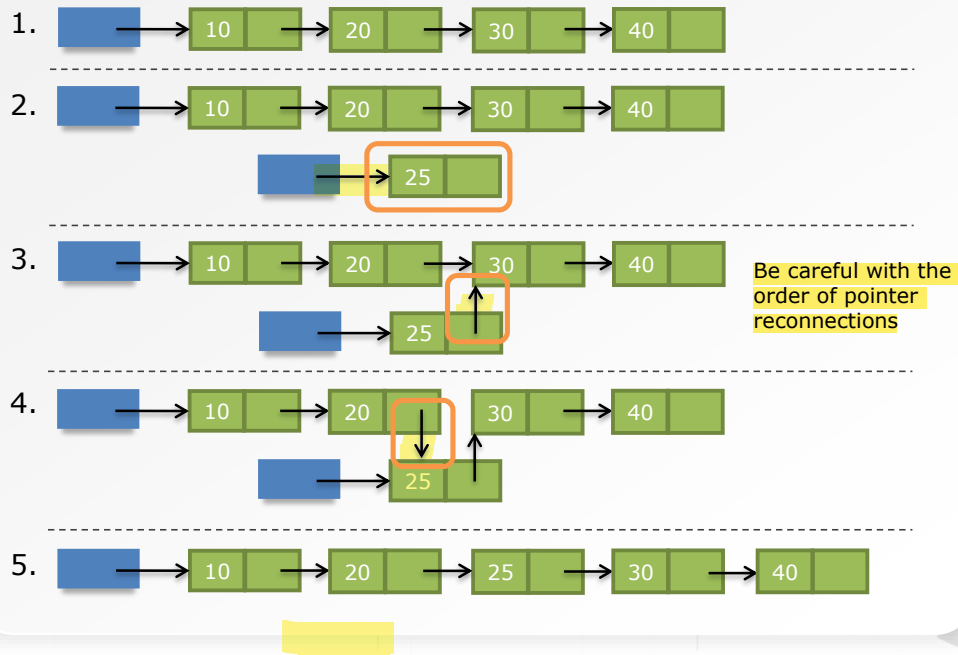 1. 10 20 30 40
2. 10 20 30 40
25
3. 10 20 30 40
25
Be careful with the
order of pointer
reconnections
4. 10 20 30 40
25
5. 10 20 25 30 40